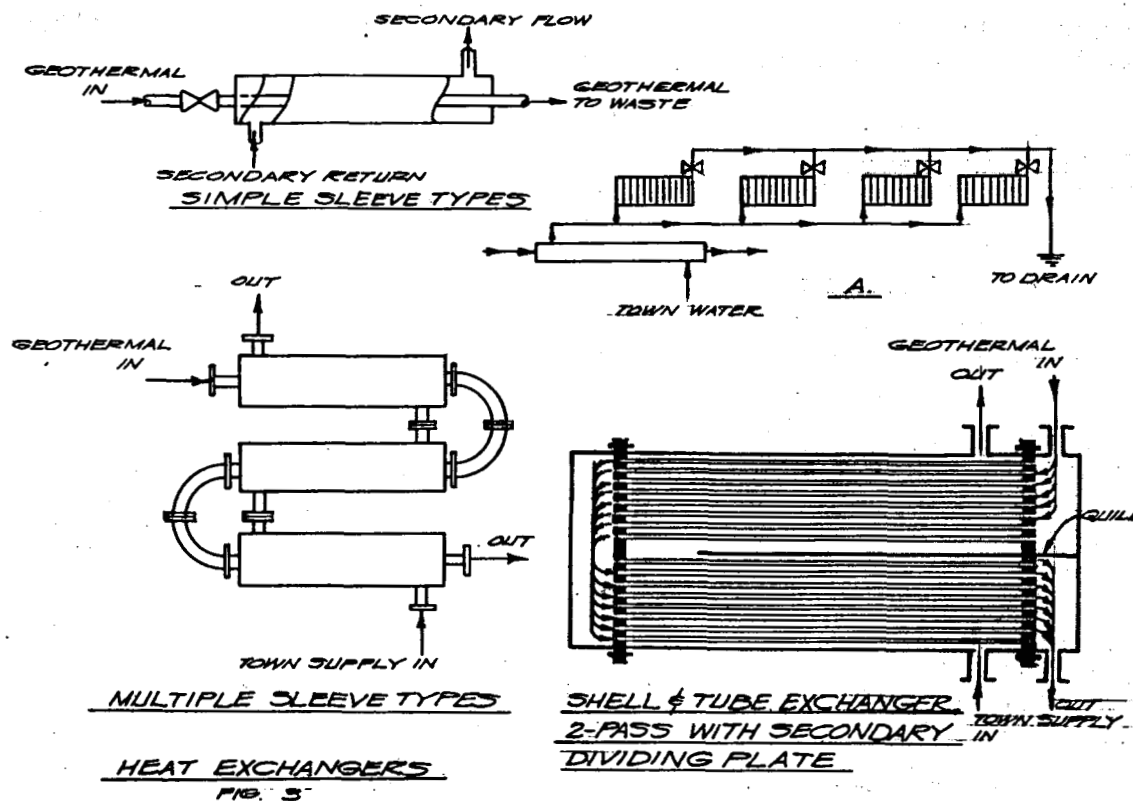 SECONDARY FLOW
GEOTHERMAL
IN
GEOTHERMAL
TO WASTE
SECONDARY RETURN
SIMPLE SLEEVE TYPES
TO DRAIN
A.
TOWN WATER
OUT
GEOTHERMAL
IN
OUT
TOWN SUPPLY IN
MULTIPLE SLEEVE TYPES
GEOTHERMAL
IN
OUT
OUT
TOWN SUPPLY
IN
SHELL & TUBE EXCHANGER
2-PASS WITH SECONDARY
DIVIDING PLATE
HEAT EXCHANGERS